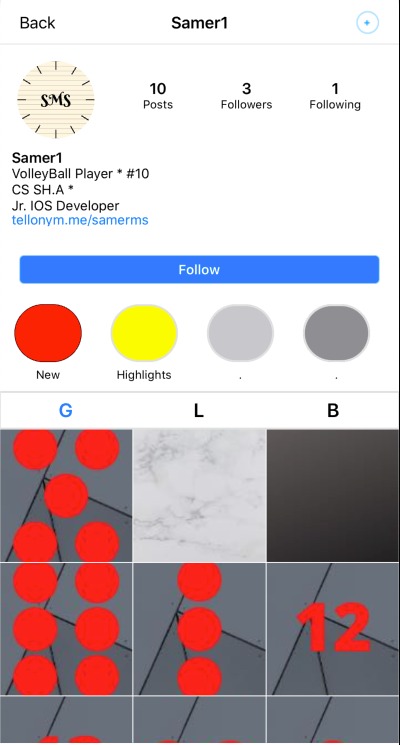 Back
Samer1
SMS
10
Posts
3
Followers
1
Following
Samer1
VolleyBall Player * #10
CS SH.A *
Jr. IOS Developer
tellonym.me/samerms
Follow
New
Highlights
.
.
G
L
B
12